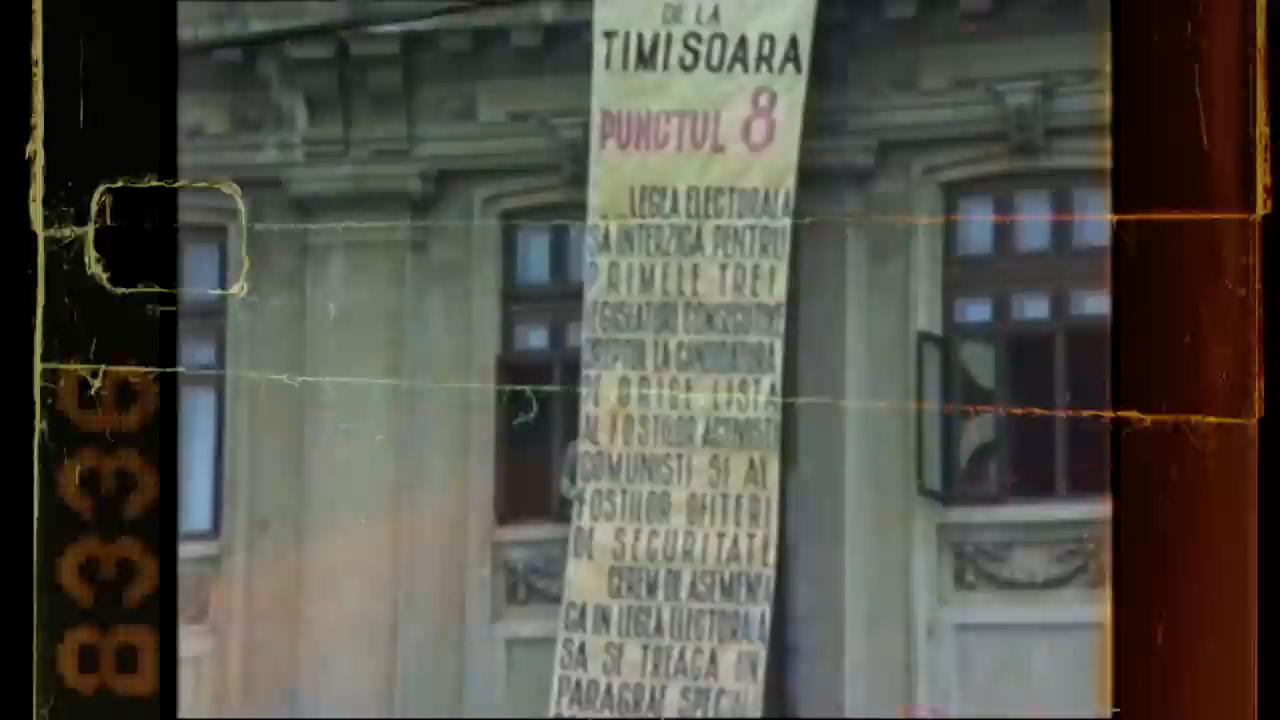 DE LA
TIMISOARA
PUNCTUL 8
LEGEA ELECTORALA
SA INTERZICA PENTRU
PRIMELE TREI
LEGISLATURI CONSECUTIVE
DREPTUL LA CANDIDATURA
PE ORICE LISTA
AL FOSTILOR ACTIVISTI
COMUNISTI SI AL
FOSTILOR OFITERI
DE SECURITATE
CEREM DE ASEMENEA
CA IN LEGEA ELECTORALA
SA SE TREACA UN
PARAGRAF SPECIAL
8336